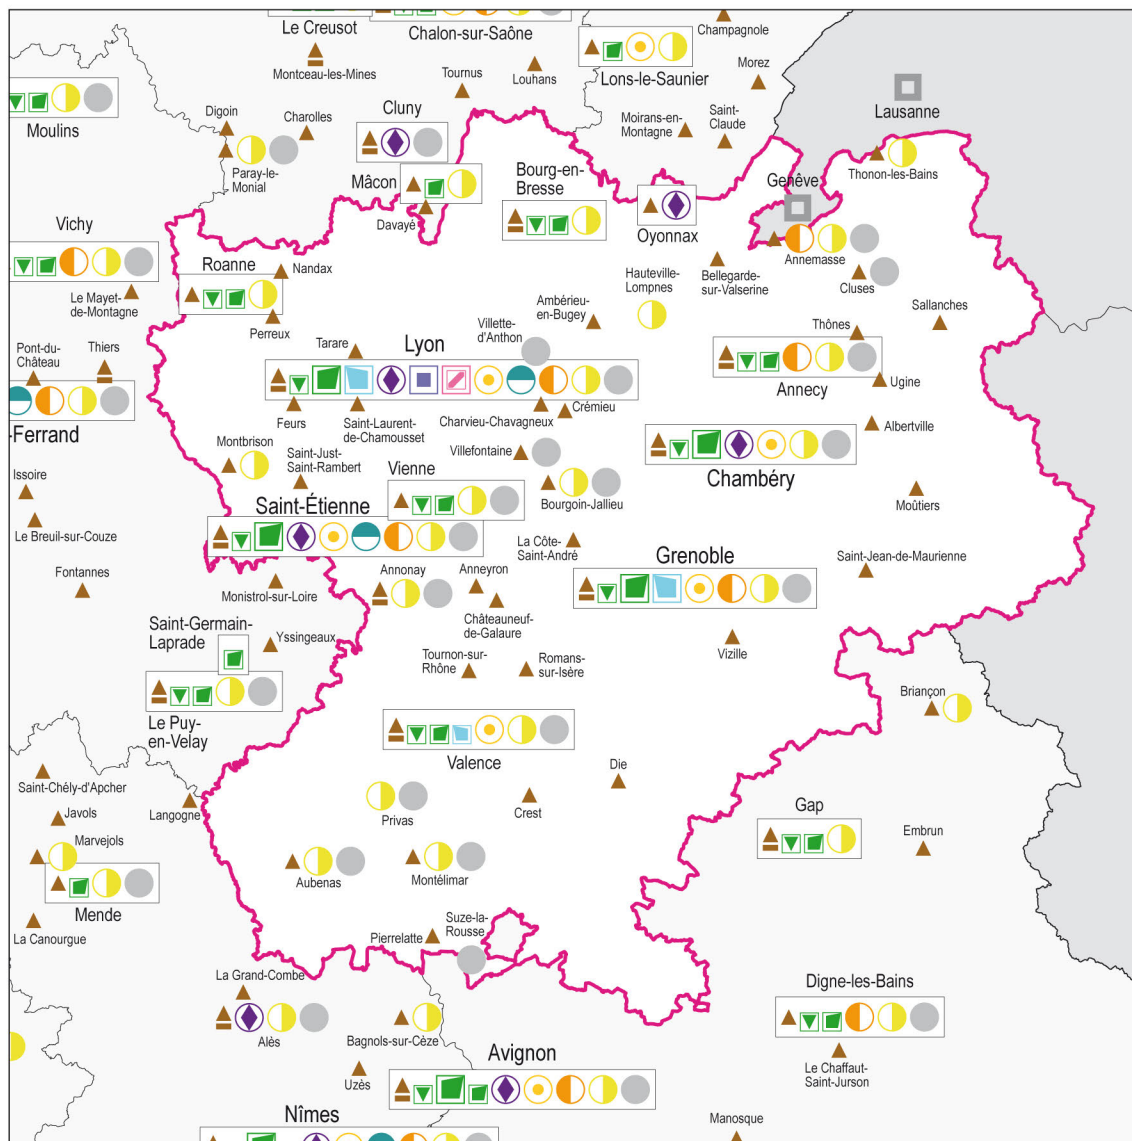 Le Creusot
Chalon-sur-Saône
Champagnole
Montceau-les-Mines
Tournus
Louhans
Lons-le-Saunier
Morez
Lausanne
Moulins
Digoin
Charolles
Cluny
Moirans-en-
Montagne
Saint-
Claude
Paray-le-
Monial
Mâcon
Bourg-en-
Bresse
Genève
Thonon-les-Bains
Davayé
Vichy
Oyonnax
Annemasse
Roanne
Nandax
Hauteville-
Lompnes
Bellegarde-
sur-Valserine
Cluses
Le Mayet-
de-Montagne
Perreux
Ambérieu-
en-Bugey
Sallanches
Villette-
d'Anthon
Thônes
Pont-du-
Château
Thiers
Tarare
Lyon
Annecy
Ugine
-Ferrand
Feurs
Saint-Laurent-
de-Chamousset
Charvieu-Chavagneux
Crémieu
Albertville
Montbrison
Saint-Just-
Saint-Rambert
Vienne
Villefontaine
Chambéry
Issoire
Bourgoin-Jallieu
Moûtiers
Saint-Étienne
Le Breuil-sur-Couze
La Côte-
Saint-André
Grenoble
Saint-Jean-de-Maurienne
Fontannes
Monistrol-sur-Loire
Annonay
Anneyron
Châteauneuf-
de-Galaure
Saint-Germain-
Laprade
Yssingeaux
Tournon-sur-
Rhône
Romans-
sur-Isère
Vizille
Briançon
Le Puy-
en-Velay
Valence
Die
Saint-Chély-d'Apcher
Langogne
Privas
Crest
Gap
Embrun
Javols
Marvejols
Aubenas
Montélimar
Mende
La Canourgue
Pierrelatte
Suze-la-
Rousse
La Grand-Combe
Digne-les-Bains
Alès
Bagnols-sur-Cèze
Uzès
Avignon
Le Chaffaut-
Saint-Jurson
Nîmes
Manosque